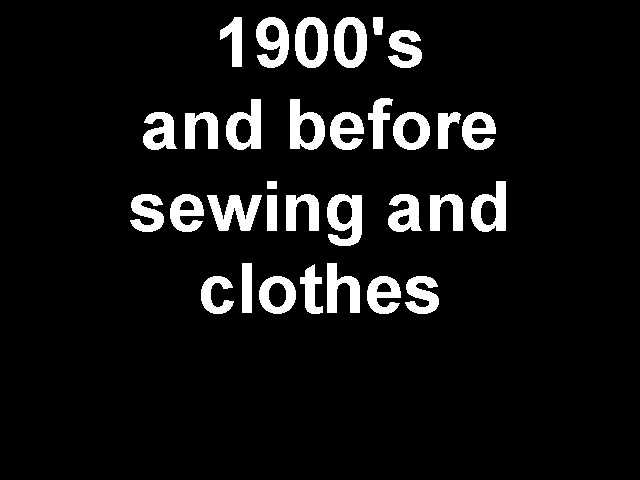 1900's
and before
sewing and
clothes